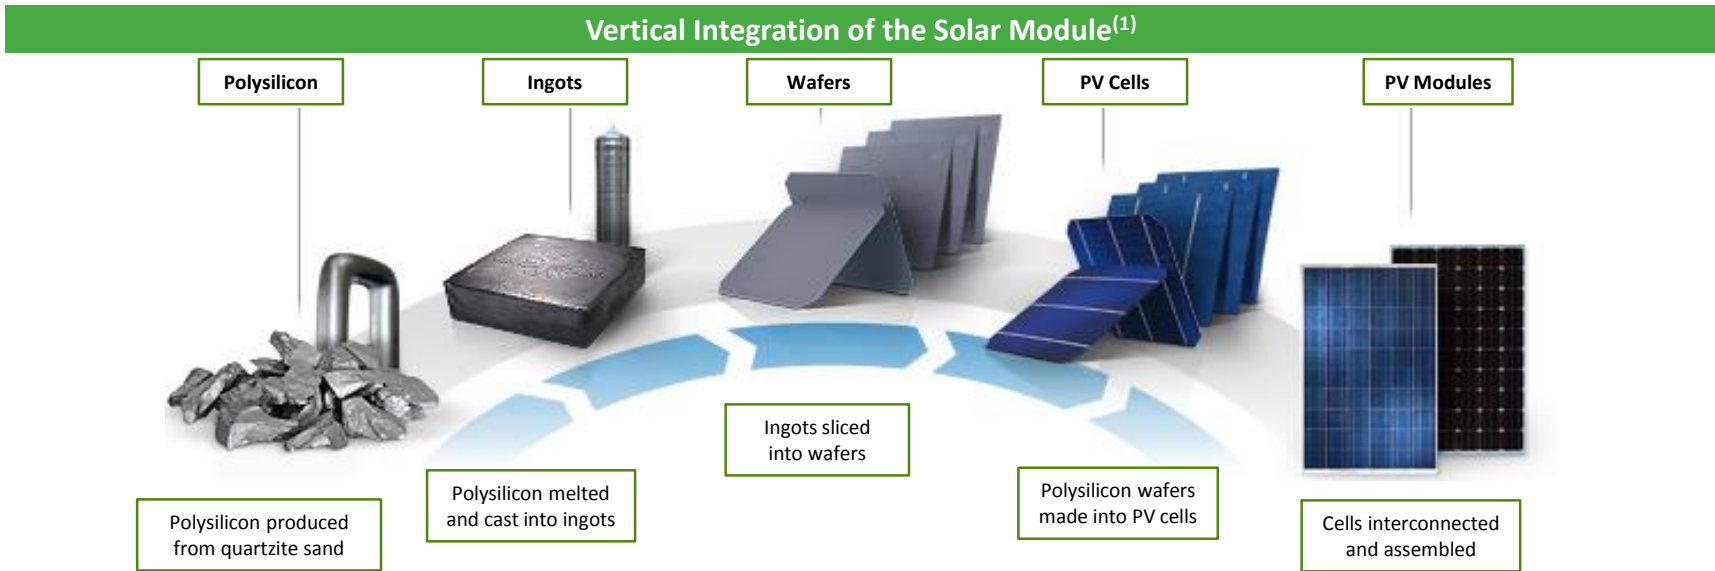 Vertical Integration of the Solar Module(1)
Polysilicon
Ingots
Wafers
PV Cells
PV Modules
Polysilicon produced
from quartzite sand
Polysilicon melted
and cast into ingots
Ingots sliced
into wafers
Polysilicon wafers
made into PV cells
Cells interconnected
and assembled